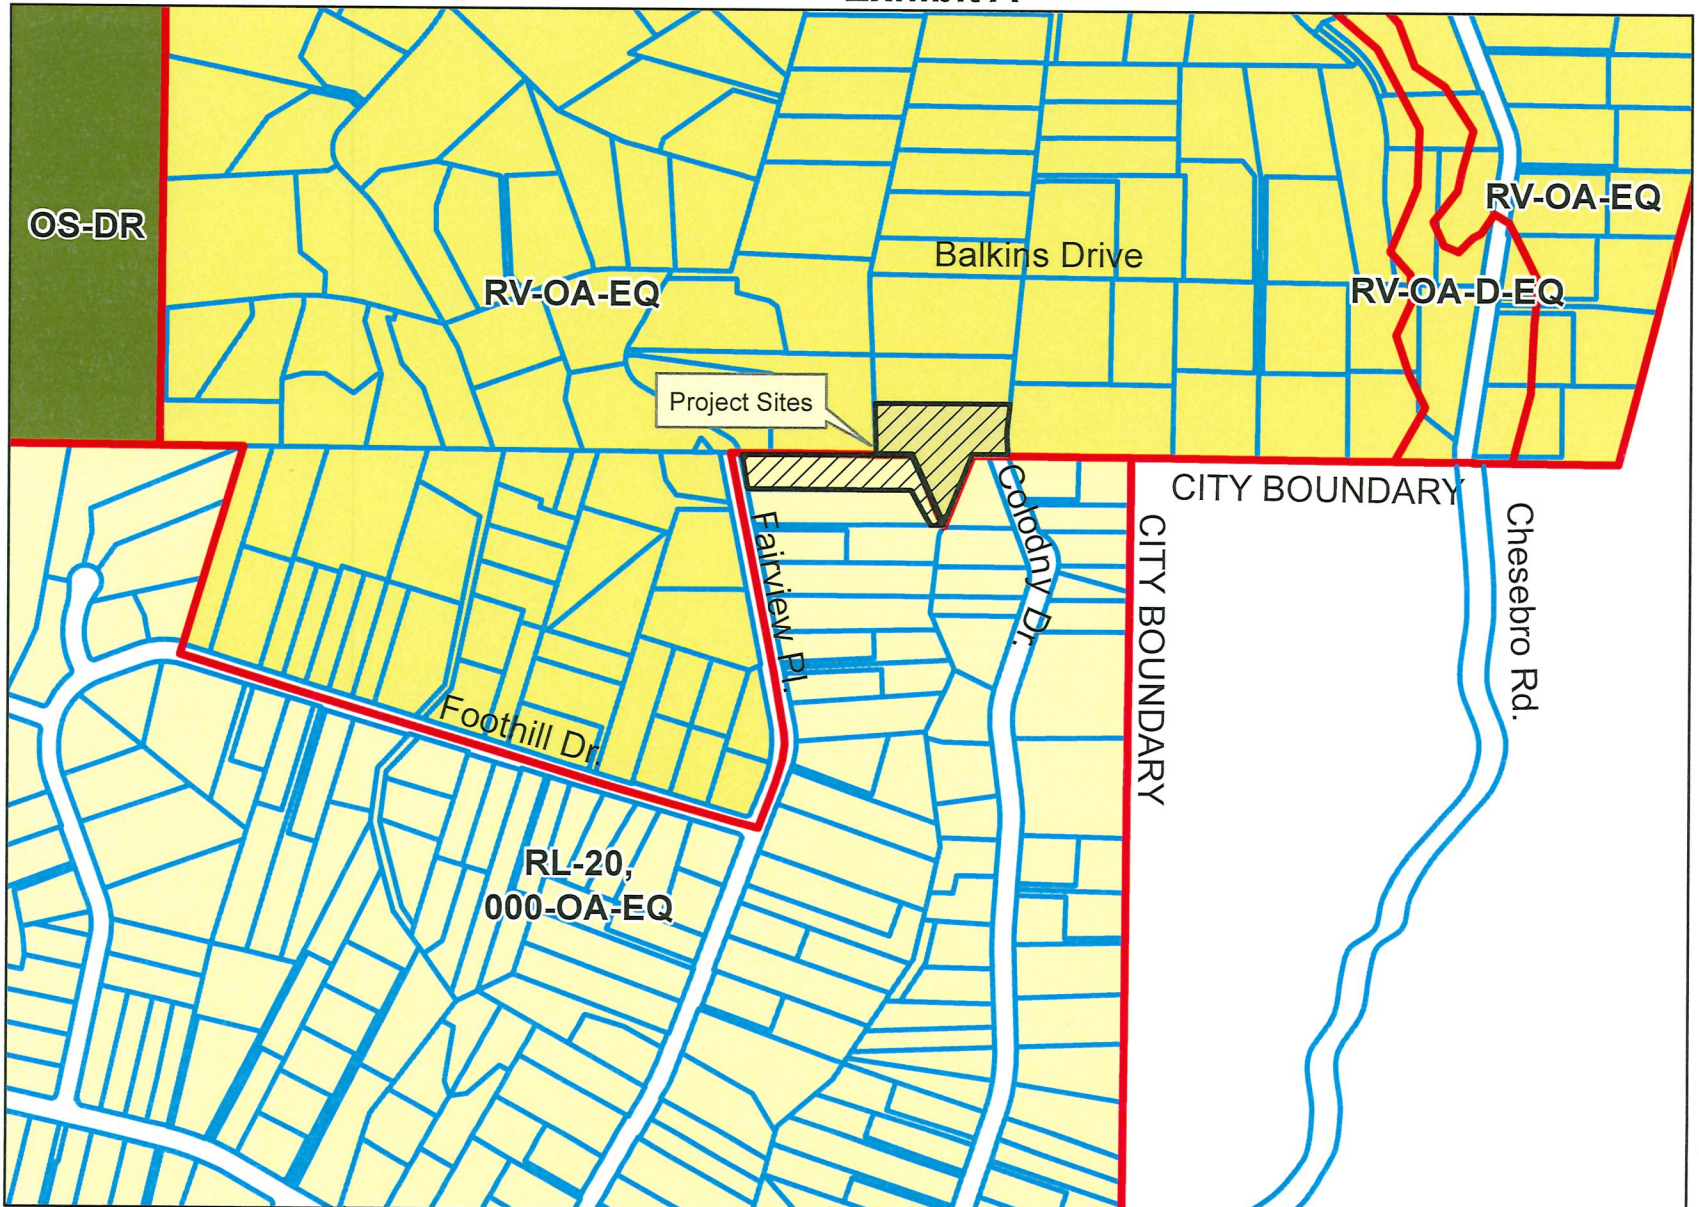 Exhibit A
OS-DR
RV-OA-EQ
Balkins Drive
RV-OA-EQ
RV-OA-D-EQ
Project Sites
CITY BOUNDARY
CITY BOUNDARY
Colodny Dr.
Fairview Pl.
Chesebro Rd.
Foothill Dr.
RL-20,
000-OA-EQ